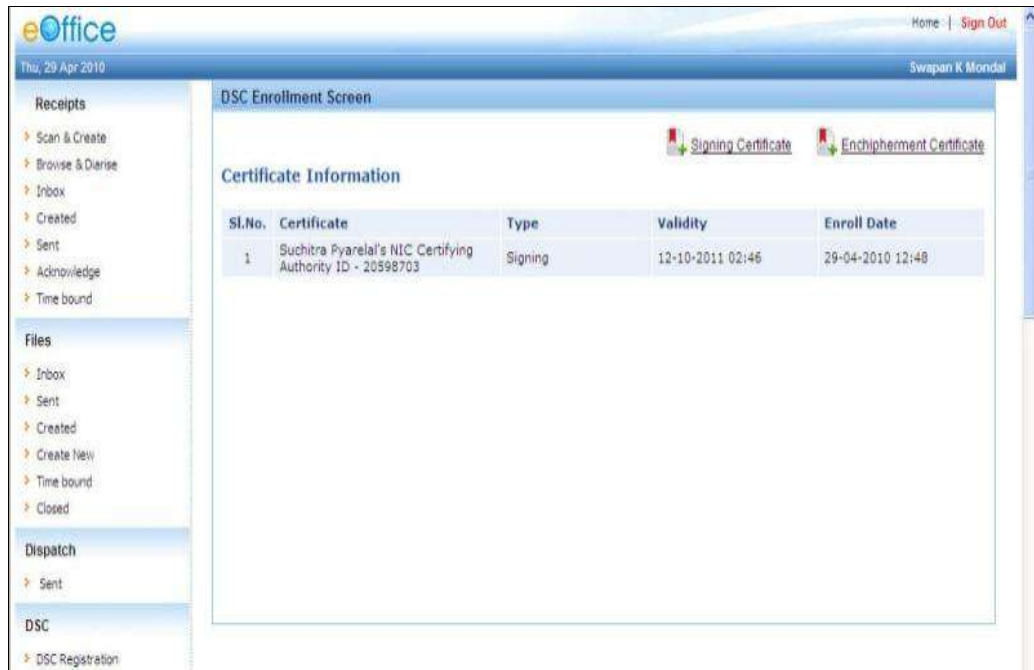 eOffice
Home | Sign Out
Thu, 29 Apr 2010
Swapan K Mondal
Receipts
Scan & Create
Browse & Diarise
Inbox
Created
Sent
Acknowledge
Time bound
Files
Inbox
Sent
Created
Create New
Time bound
Closed
Dispatch
Sent
DSC
DSC Registration
DSC Enrollment Screen
Signing Certificate Enchipherment Certificate
Certificate Information
Sl.No. Certificate Type Validity Enroll Date
1 Suchitra Pyarelal's NIC Certifying Authority ID - 20598703 Signing 12-10-2011 02:46 29-04-2010 12:48